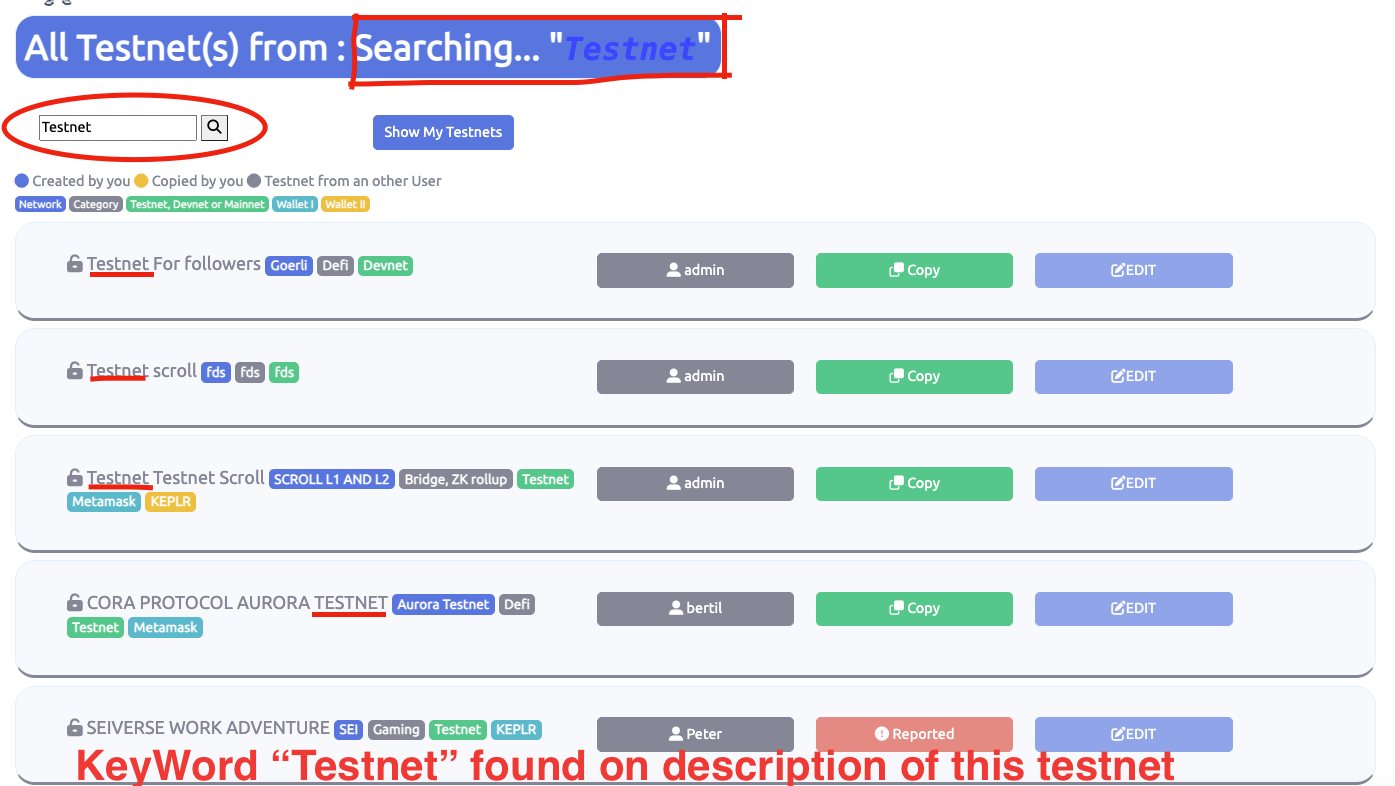 All Testnet(s) from : Searching... "Testnet"
Testnet
Show My Testnets
Created by you Copied by you Testnet from an other User
Network Category Testnet, Devnet or Mainnet Wallet I Wallet II
Testnet For followers Goerli Defi Devnet admin Copy EDIT
Testnet scroll fds fds fds admin Copy EDIT
Testnet Testnet Scroll SCROLL L1 AND L2 Bridge, ZK rollup Testnet admin Copy EDIT
Metamask KEPLR
CORA PROTOCOL AURORA TESTNET Aurora Testnet Defi bertil Copy EDIT
Testnet Metamask
SEIVERSE WORK ADVENTURE SEI Gaming Testnet KEPLR Peter Reported EDIT
KeyWord “Testnet” found on description of this testnet